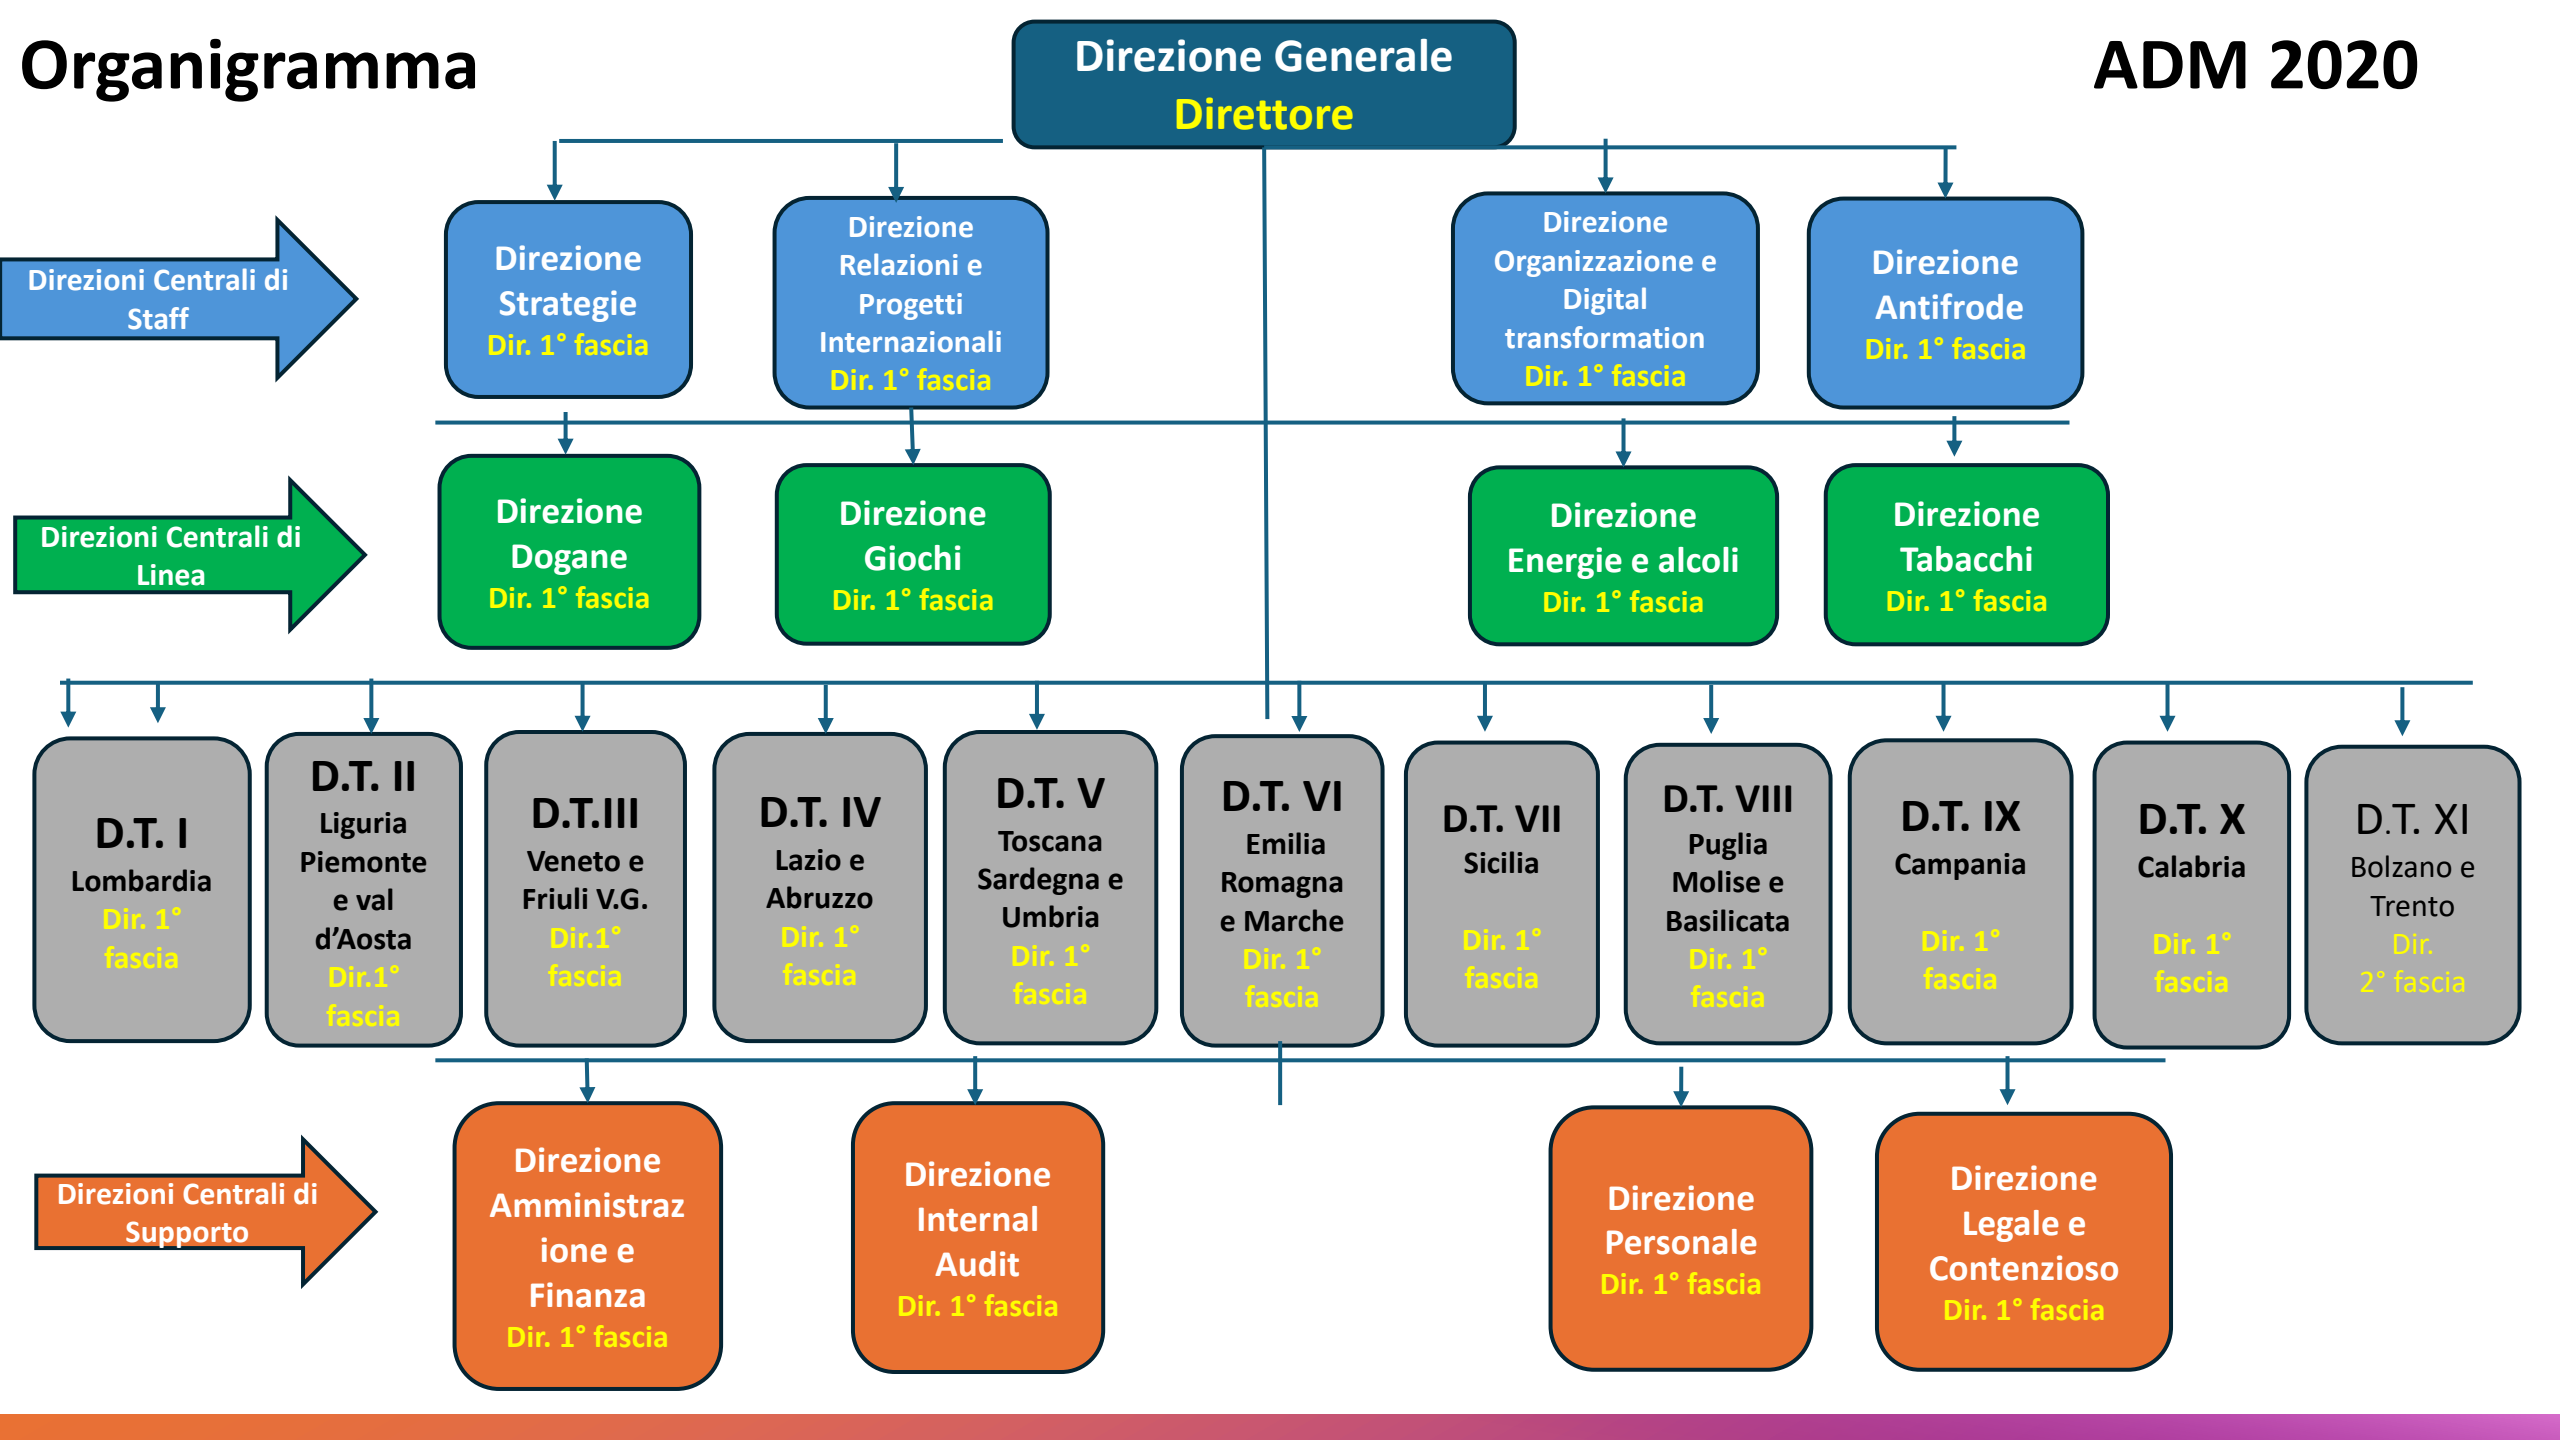 Organigramma
Direzione Generale
Direttore
ADM 2020
Direzioni Centrali di
Staff
Direzione
Strategie
Dir. 1° fascia
Direzione
Relazioni e
Progetti
Internazionali
Dir. 1° fascia
Direzione
Organizzazione e
Digital
transformation
Dir. 1° fascia
Direzione
Antifrode
Dir. 1° fascia
Direzioni Centrali di
Linea
Direzione
Dogane
Dir. 1° fascia
Direzione
Giochi
Dir. 1° fascia
Direzione
Energie e alcoli
Dir. 1° fascia
Direzione
Tabacchi
Dir. 1° fascia
D.T. I
Lombardia
Dir. 1°
fascia
D.T. II
Liguria
Piemonte
e val
d’Aosta
Dir.1°
fascia
D.T.III
Veneto e
Friuli V.G.
Dir.1°
fascia
D.T. IV
Lazio e
Abruzzo
Dir. 1°
fascia
D.T. V
Toscana
Sardegna e
Umbria
Dir. 1°
fascia
D.T. VI
Emilia
Romagna
e Marche
Dir. 1°
fascia
D.T. VII
Sicilia
Dir. 1°
fascia
D.T. VIII
Puglia
Molise e
Basilicata
Dir. 1°
fascia
D.T. IX
Campania
Dir. 1°
fascia
D.T. X
Calabria
Dir. 1°
fascia
D.T. XI
Bolzano e
Trento
Dir.
2° fascia
Direzioni Centrali di
Supporto
Direzione
Amministraz
ione e
Finanza
Dir. 1° fascia
Direzione
Internal
Audit
Dir. 1° fascia
Direzione
Personale
Dir. 1° fascia
Direzione
Legale e
Contenzioso
Dir. 1° fascia